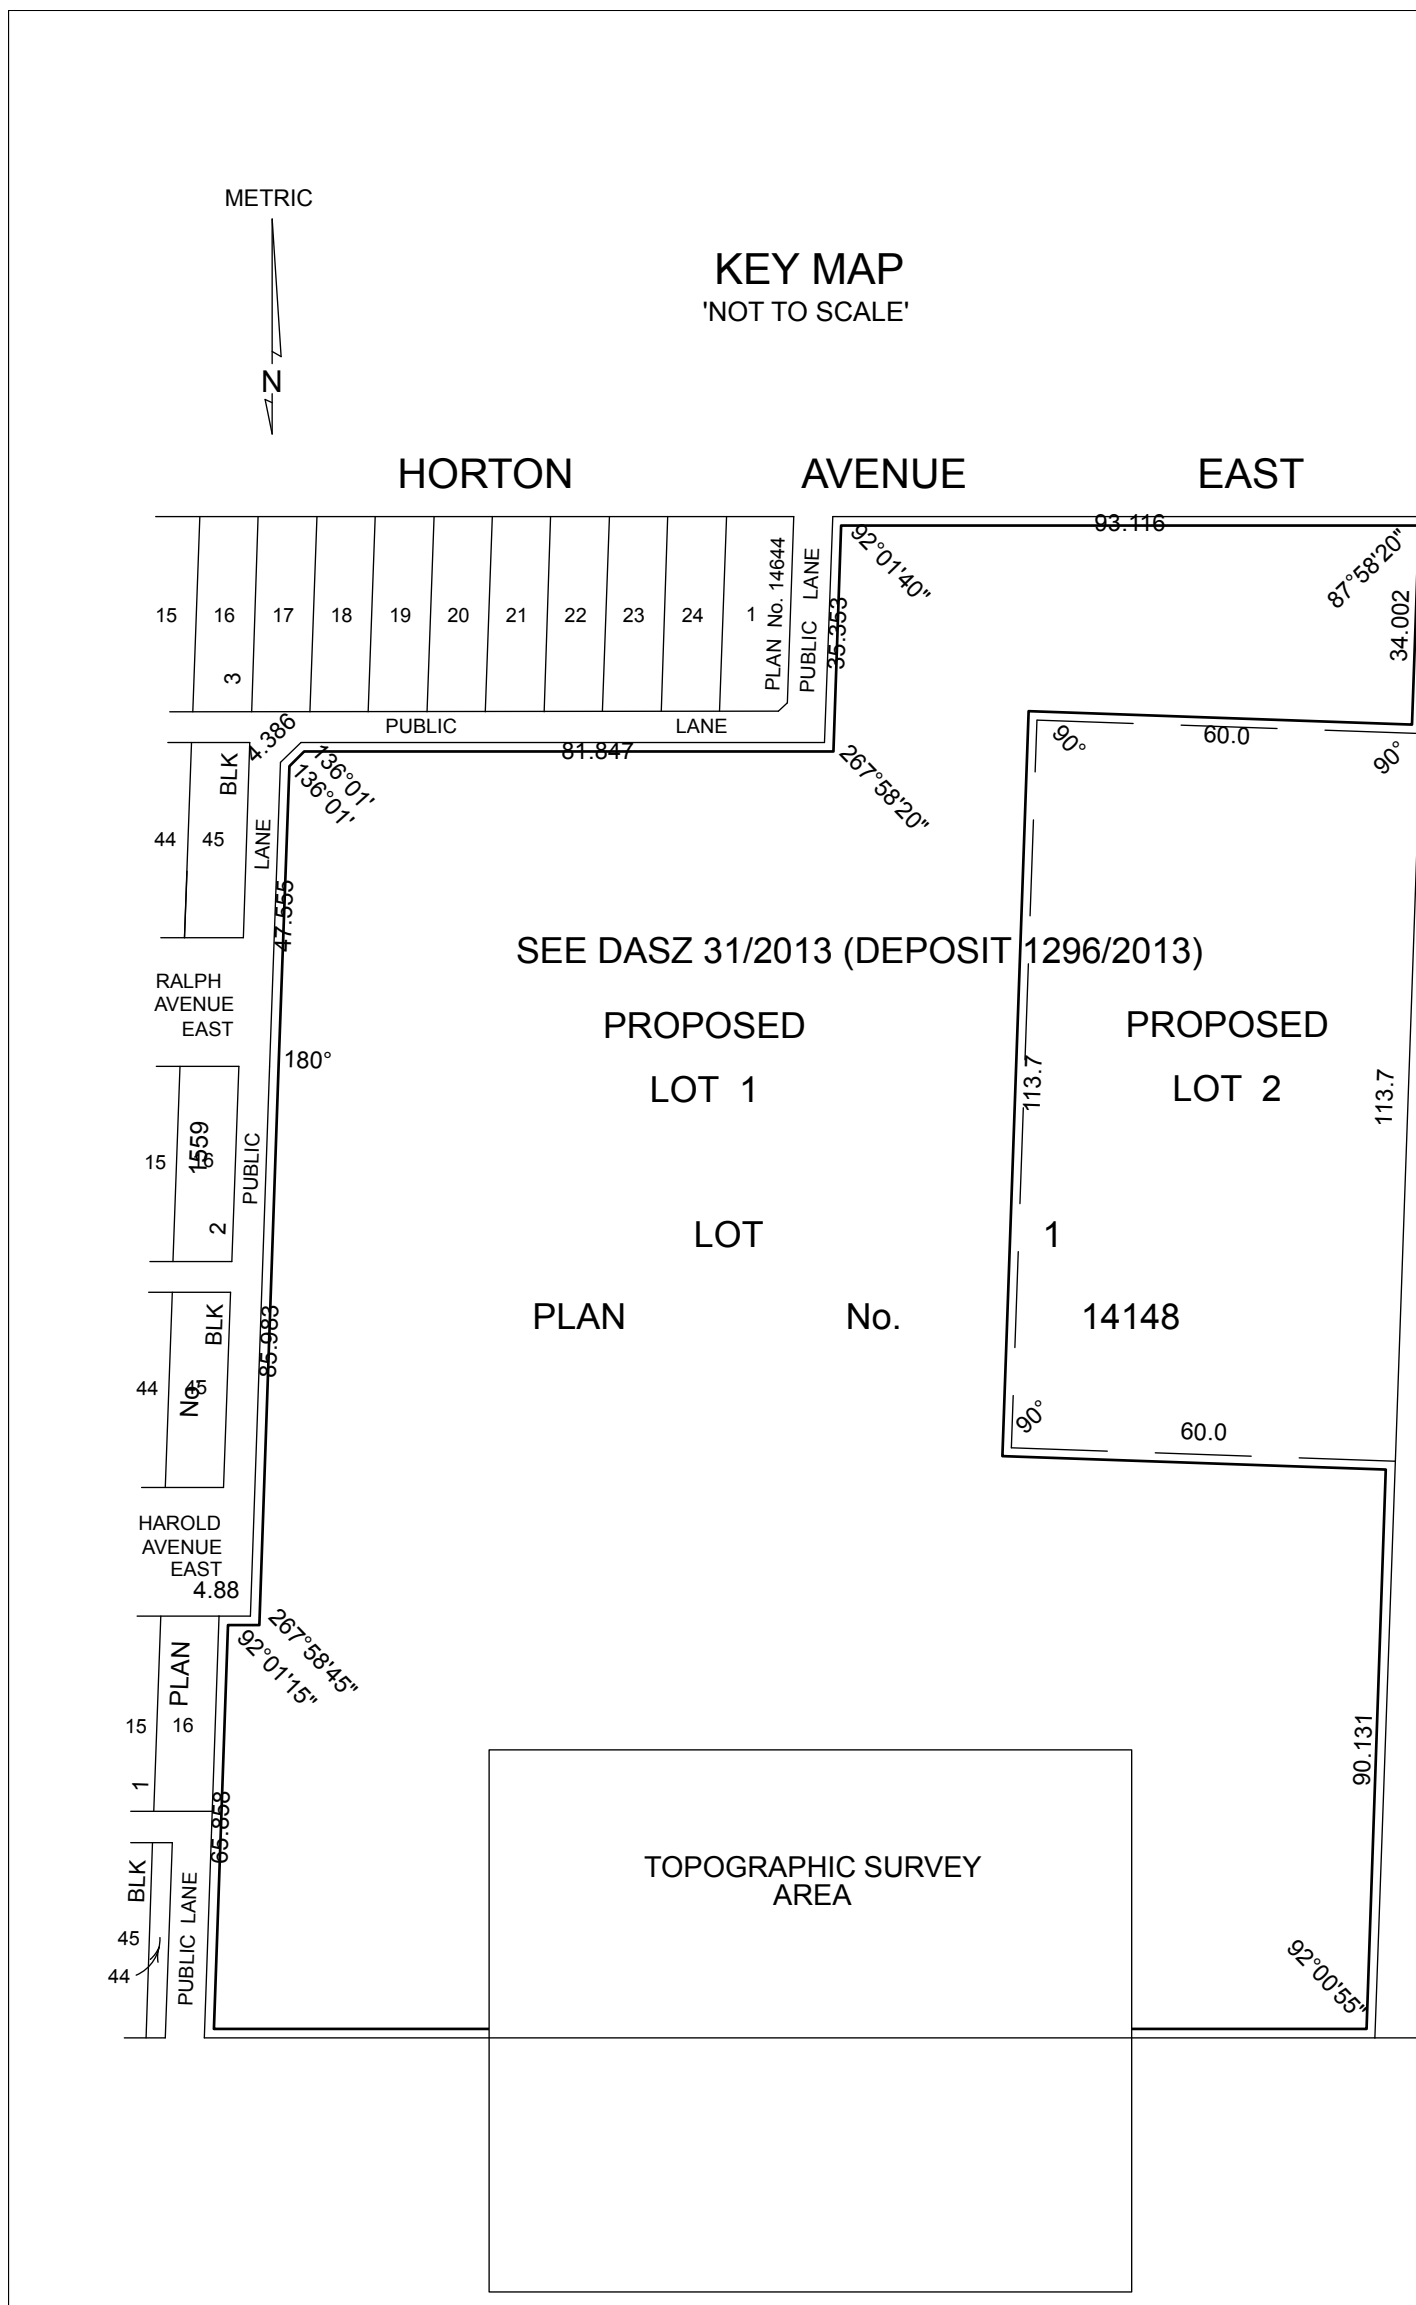 METRIC
N
KEY MAP
'NOT TO SCALE'
HORTON AVENUE EAST
93.116
92°01'40"
87°58'20"
34.002
35.353
PLAN No. 14644
PUBLIC LANE
15 16 17 18 19 20 21 22 23 24 1
3
PUBLIC LANE
4.386
136°01'
136°01'
81.847
267°58'20"
90°
60.0
90°
BLK
44 45
LANE
47.555
SEE DASZ 31/2013 (DEPOSIT 1296/2013)
RALPH
AVENUE
EAST
PROPOSED
LOT 1
PROPOSED
LOT 2
180°
113.7
113.7
1559
15 16
PUBLIC
2
LOT 1
PLAN No. 14148
BLK
85.983
44 45
No.
90°
60.0
HAROLD
AVENUE
EAST
4.88
267°58'45"
92°01'15"
PLAN
15 16
1
90.131
65.858
TOPOGRAPHIC SURVEY
AREA
BLK
PUBLIC LANE
45
44
92°00'55"